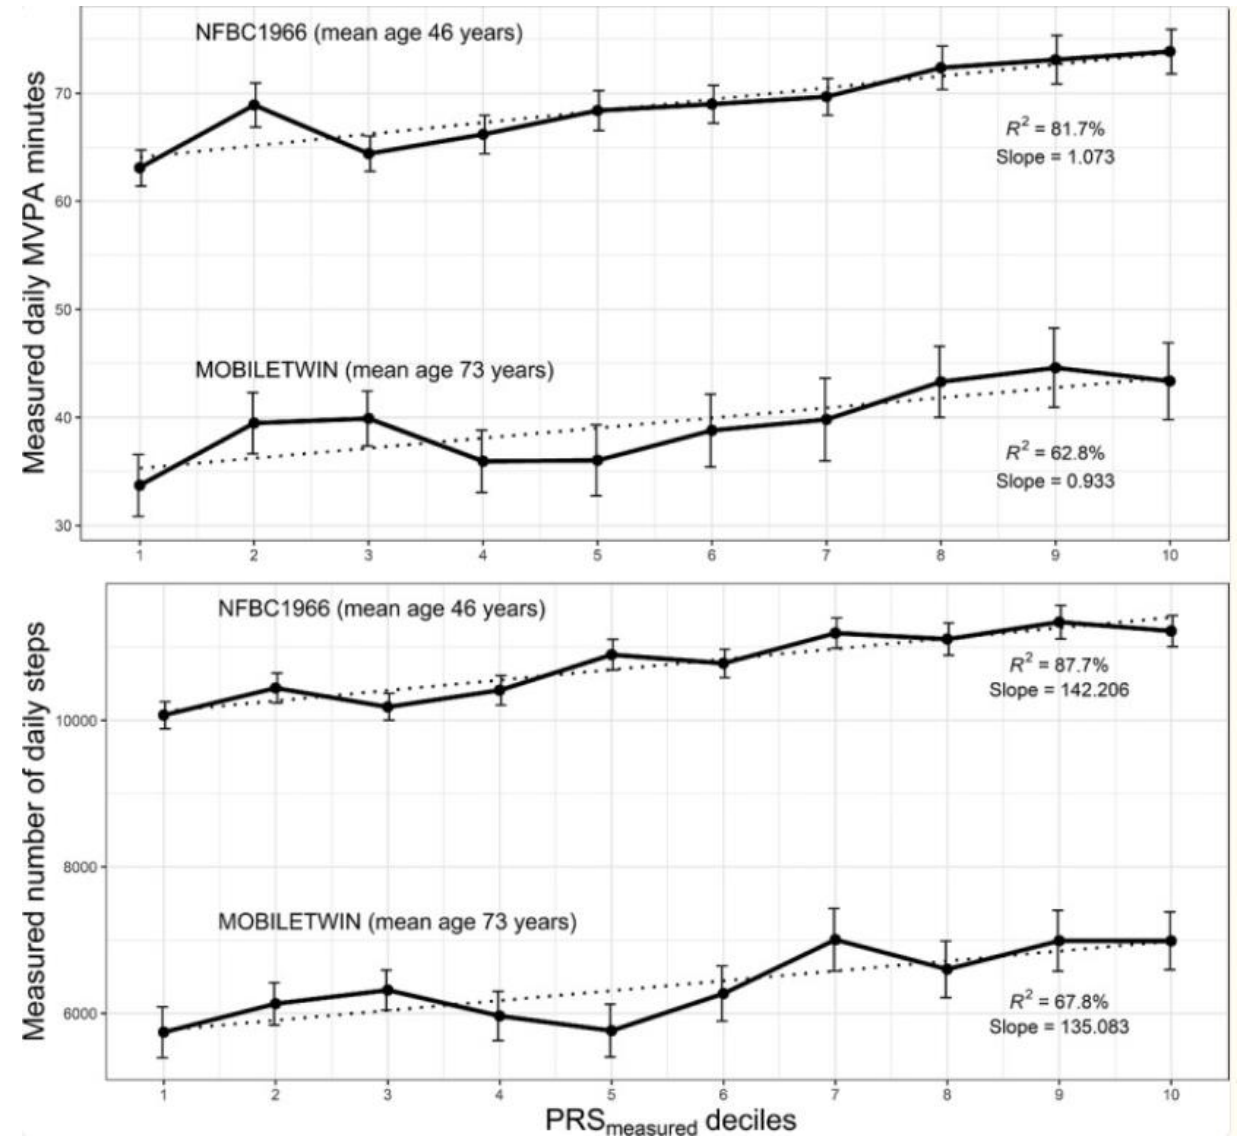 NFBC1966 (mean age 46 years)
70
R² = 81.7%
Slope = 1.073
60
50
Measured daily MVPA minutes
MOBILETWIN (mean age 73 years)
40
R² = 62.8%
Slope = 0.933
30
1 2 3 4 5 6 7 8 9 10
NFBC1966 (mean age 46 years)
R² = 87.7%
Slope = 142.206
10000
Measured number of daily steps
8000
MOBILETWIN (mean age 73 years)
R² = 67.8%
6000
Slope = 135.083
1 2 3 4 5 6 7 8 9 10
PRSmeasured deciles